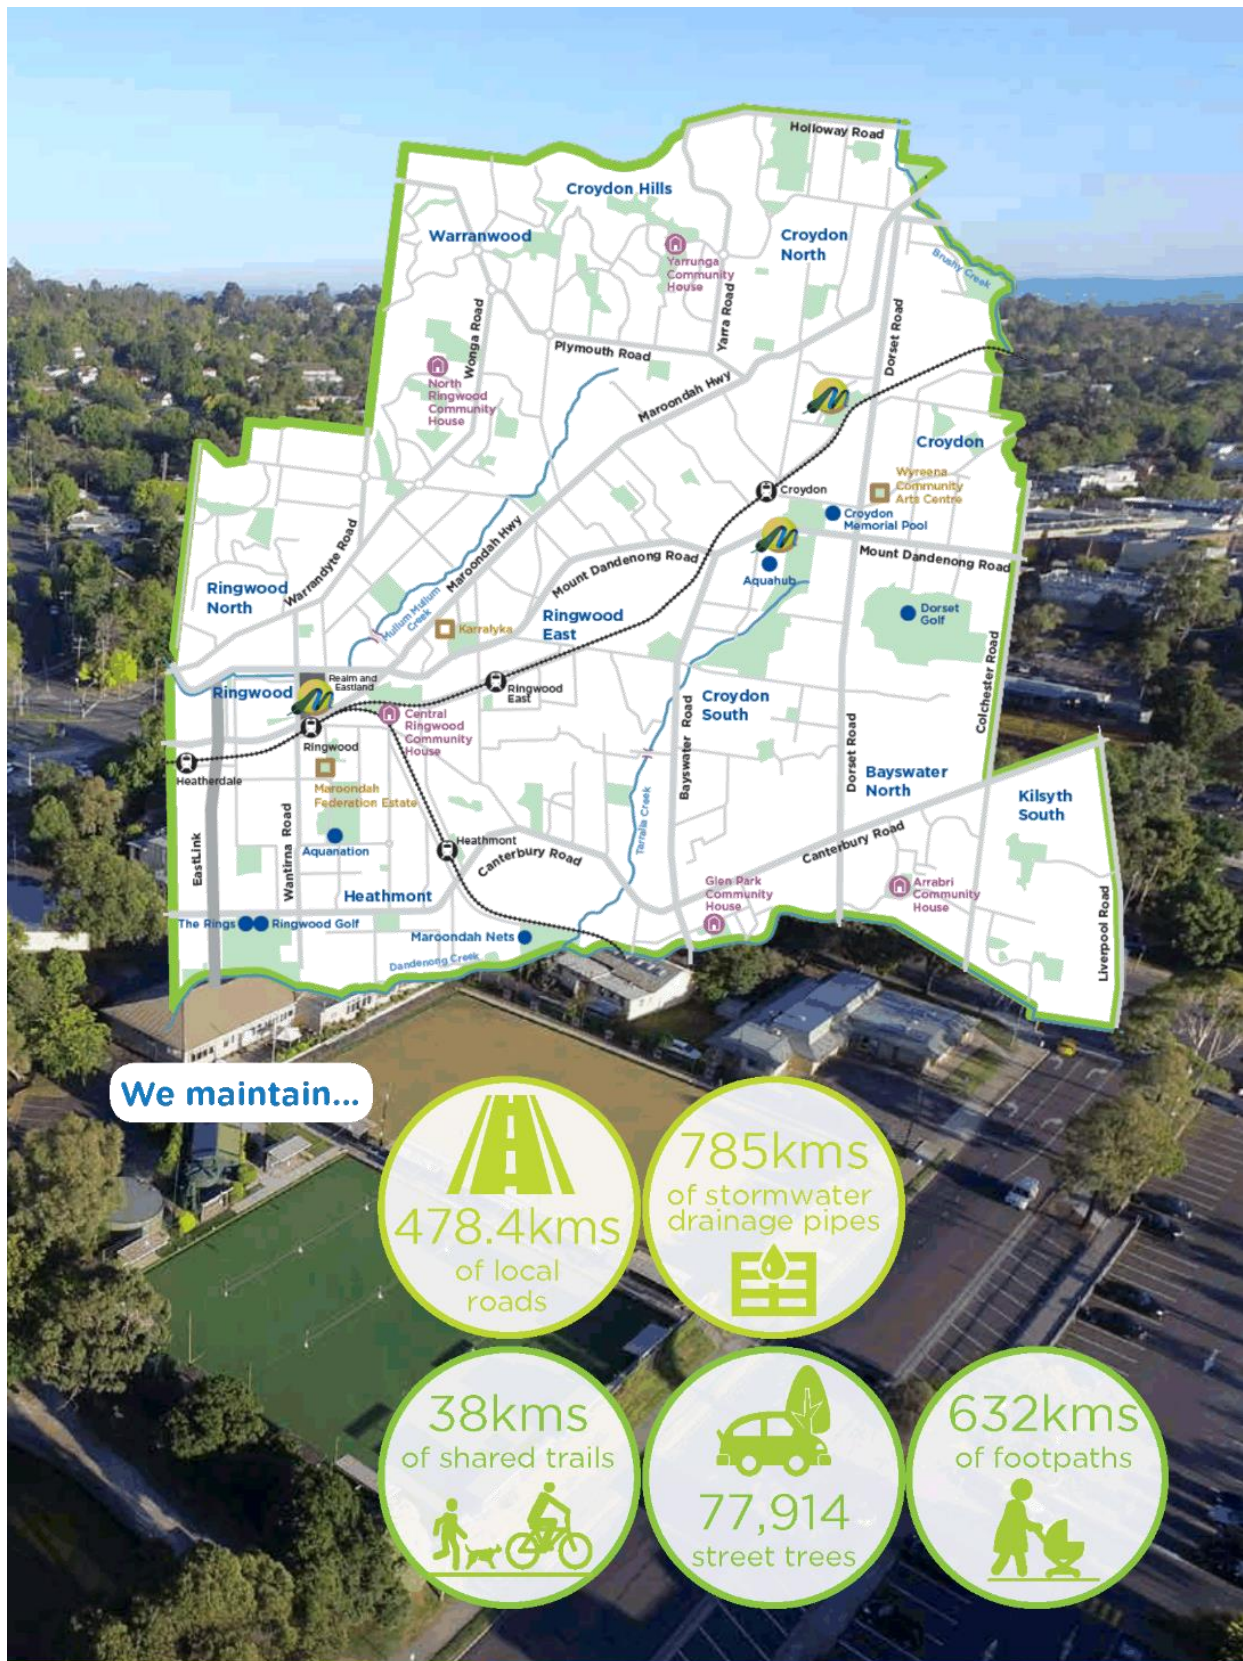 Holloway Road
Croydon Hills
Warranwood
Croydon
North
Yarrunga
Community
House
Brushy Creek
Wonga Road
Yarra Road
Dorset Road
Plymouth Road
North
Ringwood
Community
House
Maroondah Hwy
Croydon
Wyreena
Community
Arts Centre
Croydon
Croydon
Memorial Pool
Warrandyte Road
Maroondah Hwy
Mount Dandenong Road
Mount Dandenong Road
Aquahub
Ringwood
North
Mullum Mullum
Creek
Karralyka
Ringwood
East
Dorset
Golf
Colchester Road
Realm and
Eastland
Ringwood
Ringwood
East
Croydon
South
Central
Ringwood
Community
House
Ringwood
Bayswater Road
Dorset Road
Heatherdale
Maroondah
Federation Estate
Bayswater
North
Kilsyth
South
Tarralla Creek
EastLink
Wantirna Road
Aquanation
Heathmont
Canterbury Road
Canterbury Road
Heathmont
Glen Park
Community
House
Arrabri
Community
House
Liverpool Road
The Rings
Ringwood Golf
Maroondah Nets
Dandenong Creek
We maintain...
478.4kms
of local
roads
785kms
of stormwater
drainage pipes
38kms
of shared trails
77,914
street trees
632kms
of footpaths